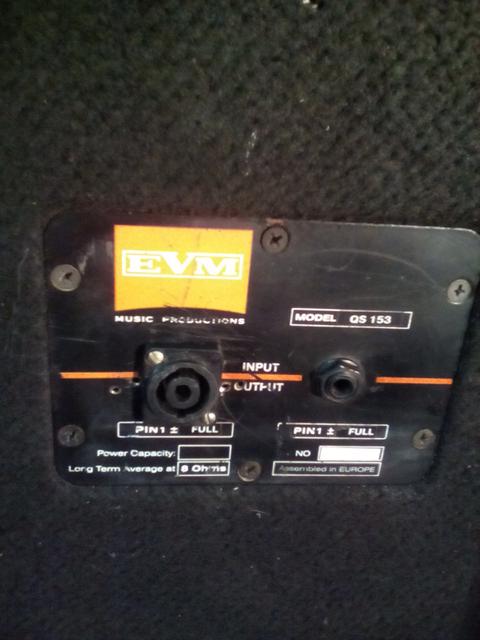 EVM
MUSIC PRODUCTIONS
MODEL QS 153
INPUT
OUTPUT
PIN1 ± FULL
PIN1 ± FULL
Power Capacity:
NO
Long Term Average at 8 Ohms
Assembled in EUROPE